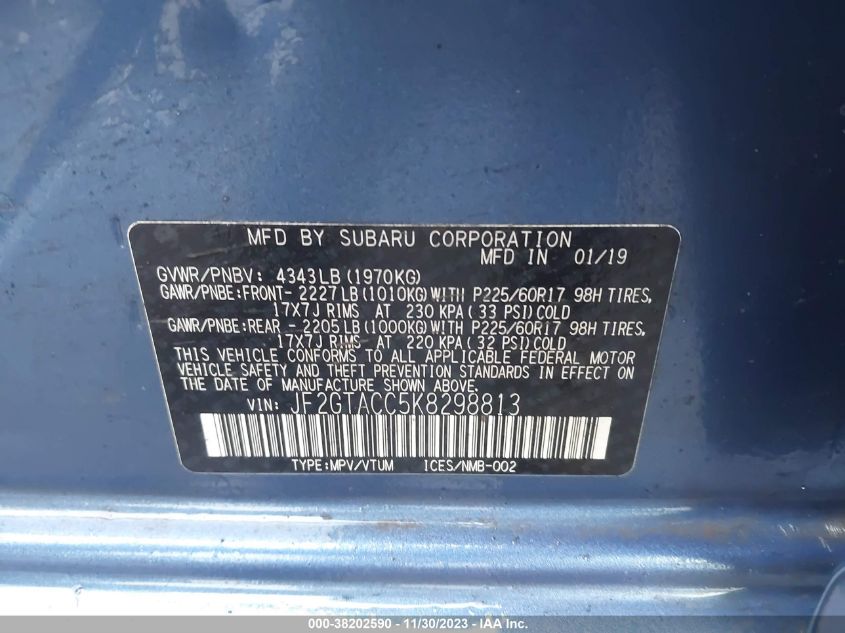 MFD BY SUBARU CORPORATION
MFD IN 01/19
GVWR/PNBV: 4343LB (1970KG)
GAWR/PNBE:FRONT- 2227LB (1010KG) WITH P225/60R17 98H TIRES,
17X7J RIMS AT 230 KPA (33 PSI) COLD
GAWR/PNBE:REAR - 2205LB (1000KG) WITH P225/60R17 98H TIRES,
17X7J RIMS AT 220 KPA (32 PSI) COLD
THIS VEHICLE CONFORMS TO ALL APPLICABLE FEDERAL MOTOR
VEHICLE SAFETY AND THEFT PREVENTION STANDARDS IN EFFECT ON
THE DATE OF MANUFACTURE SHOWN ABOVE.
VIN: JF2GTACC5K8298813
TYPE:MPV/VTUM ICES/NMB-002
000-38202590 - 11/30/2023 - IAA Inc.